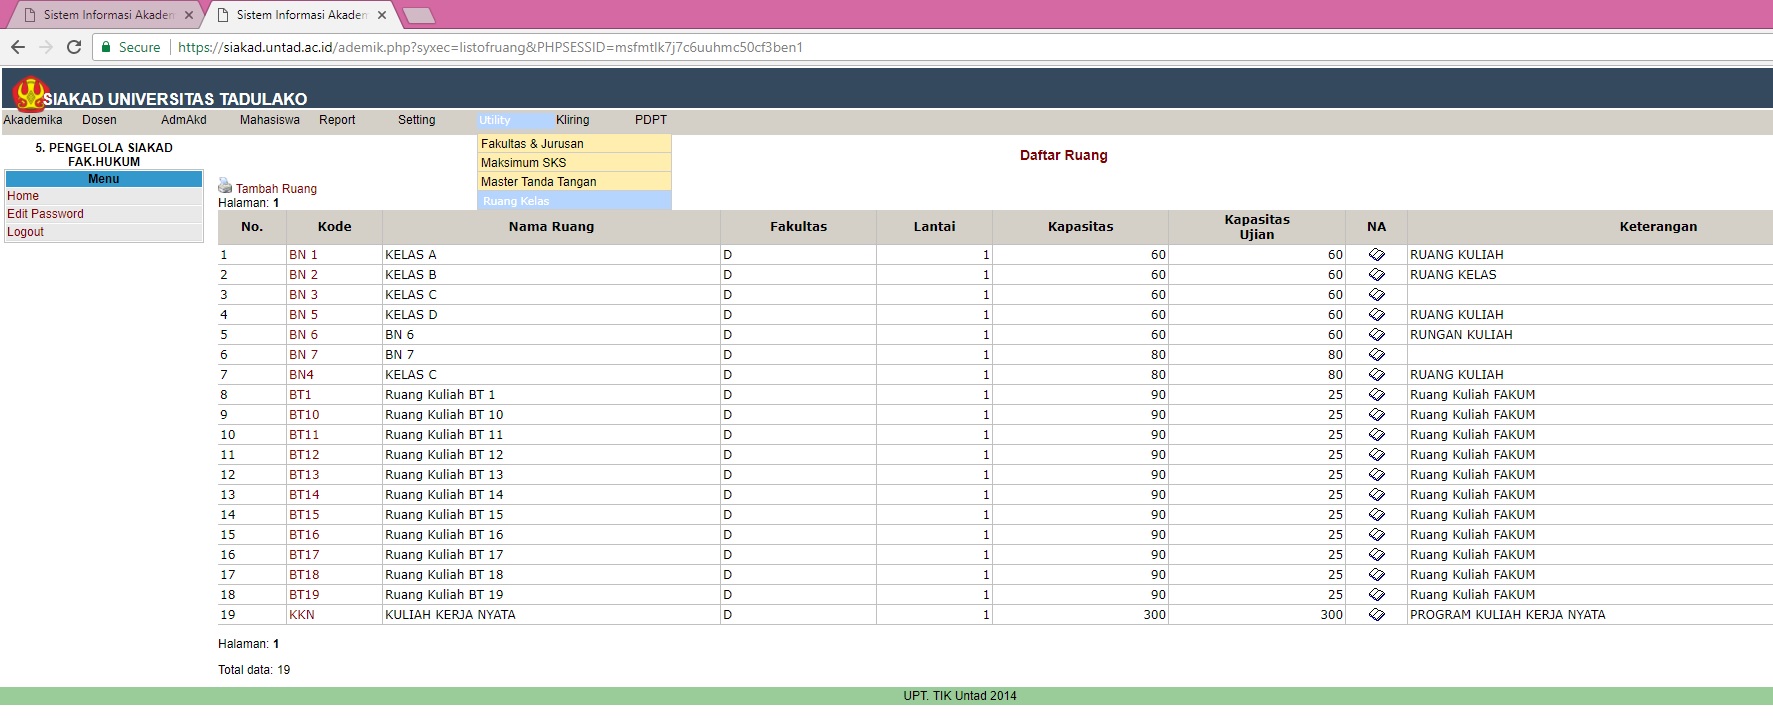 Sistem Informasi Akadem
Sistem Informasi Akadem
Secure https://siakad.untad.ac.id/ademik.php?syxec=listofruang&PHPSESSID=msfmtlk7j7c6uuhmc50cf3ben1
SIAKAD UNIVERSITAS TADULAKO
Akademika Dosen AdmAkd Mahasiswa Report Setting Utility Kliring PDPT
5. PENGELOLA SIAKAD
FAK.HUKUM
Menu
Home
Edit Password
Logout
Fakultas & Jurusan
Maksimum SKS
Master Tanda Tangan
Ruang Kelas
Daftar Ruang
Tambah Ruang
Halaman: 1
No. Kode Nama Ruang Fakultas Lantai Kapasitas Kapasitas Ujian NA Keterangan
1 BN 1 KELAS A D 1 60 60 RUANG KULIAH
2 BN 2 KELAS B D 1 60 60 RUANG KELAS
3 BN 3 KELAS C D 1 60 60
4 BN 5 KELAS D D 1 60 60 RUANG KULIAH
5 BN 6 BN 6 D 1 60 60 RUNGAN KULIAH
6 BN 7 BN 7 D 1 80 80
7 BN4 KELAS C D 1 80 80 RUANG KULIAH
8 BT1 Ruang Kuliah BT 1 D 1 90 25 Ruang Kuliah FAKUM
9 BT10 Ruang Kuliah BT 10 D 1 90 25 Ruang Kuliah FAKUM
10 BT11 Ruang Kuliah BT 11 D 1 90 25 Ruang Kuliah FAKUM
11 BT12 Ruang Kuliah BT 12 D 1 90 25 Ruang Kuliah FAKUM
12 BT13 Ruang Kuliah BT 13 D 1 90 25 Ruang Kuliah FAKUM
13 BT14 Ruang Kuliah BT 14 D 1 90 25 Ruang Kuliah FAKUM
14 BT15 Ruang Kuliah BT 15 D 1 90 25 Ruang Kuliah FAKUM
15 BT16 Ruang Kuliah BT 16 D 1 90 25 Ruang Kuliah FAKUM
16 BT17 Ruang Kuliah BT 17 D 1 90 25 Ruang Kuliah FAKUM
17 BT18 Ruang Kuliah BT 18 D 1 90 25 Ruang Kuliah FAKUM
18 BT19 Ruang Kuliah BT 19 D 1 90 25 Ruang Kuliah FAKUM
19 KKN KULIAH KERJA NYATA D 1 300 300 PROGRAM KULIAH KERJA NYATA
Halaman: 1
Total data: 19
UPT. TIK Untad 2014